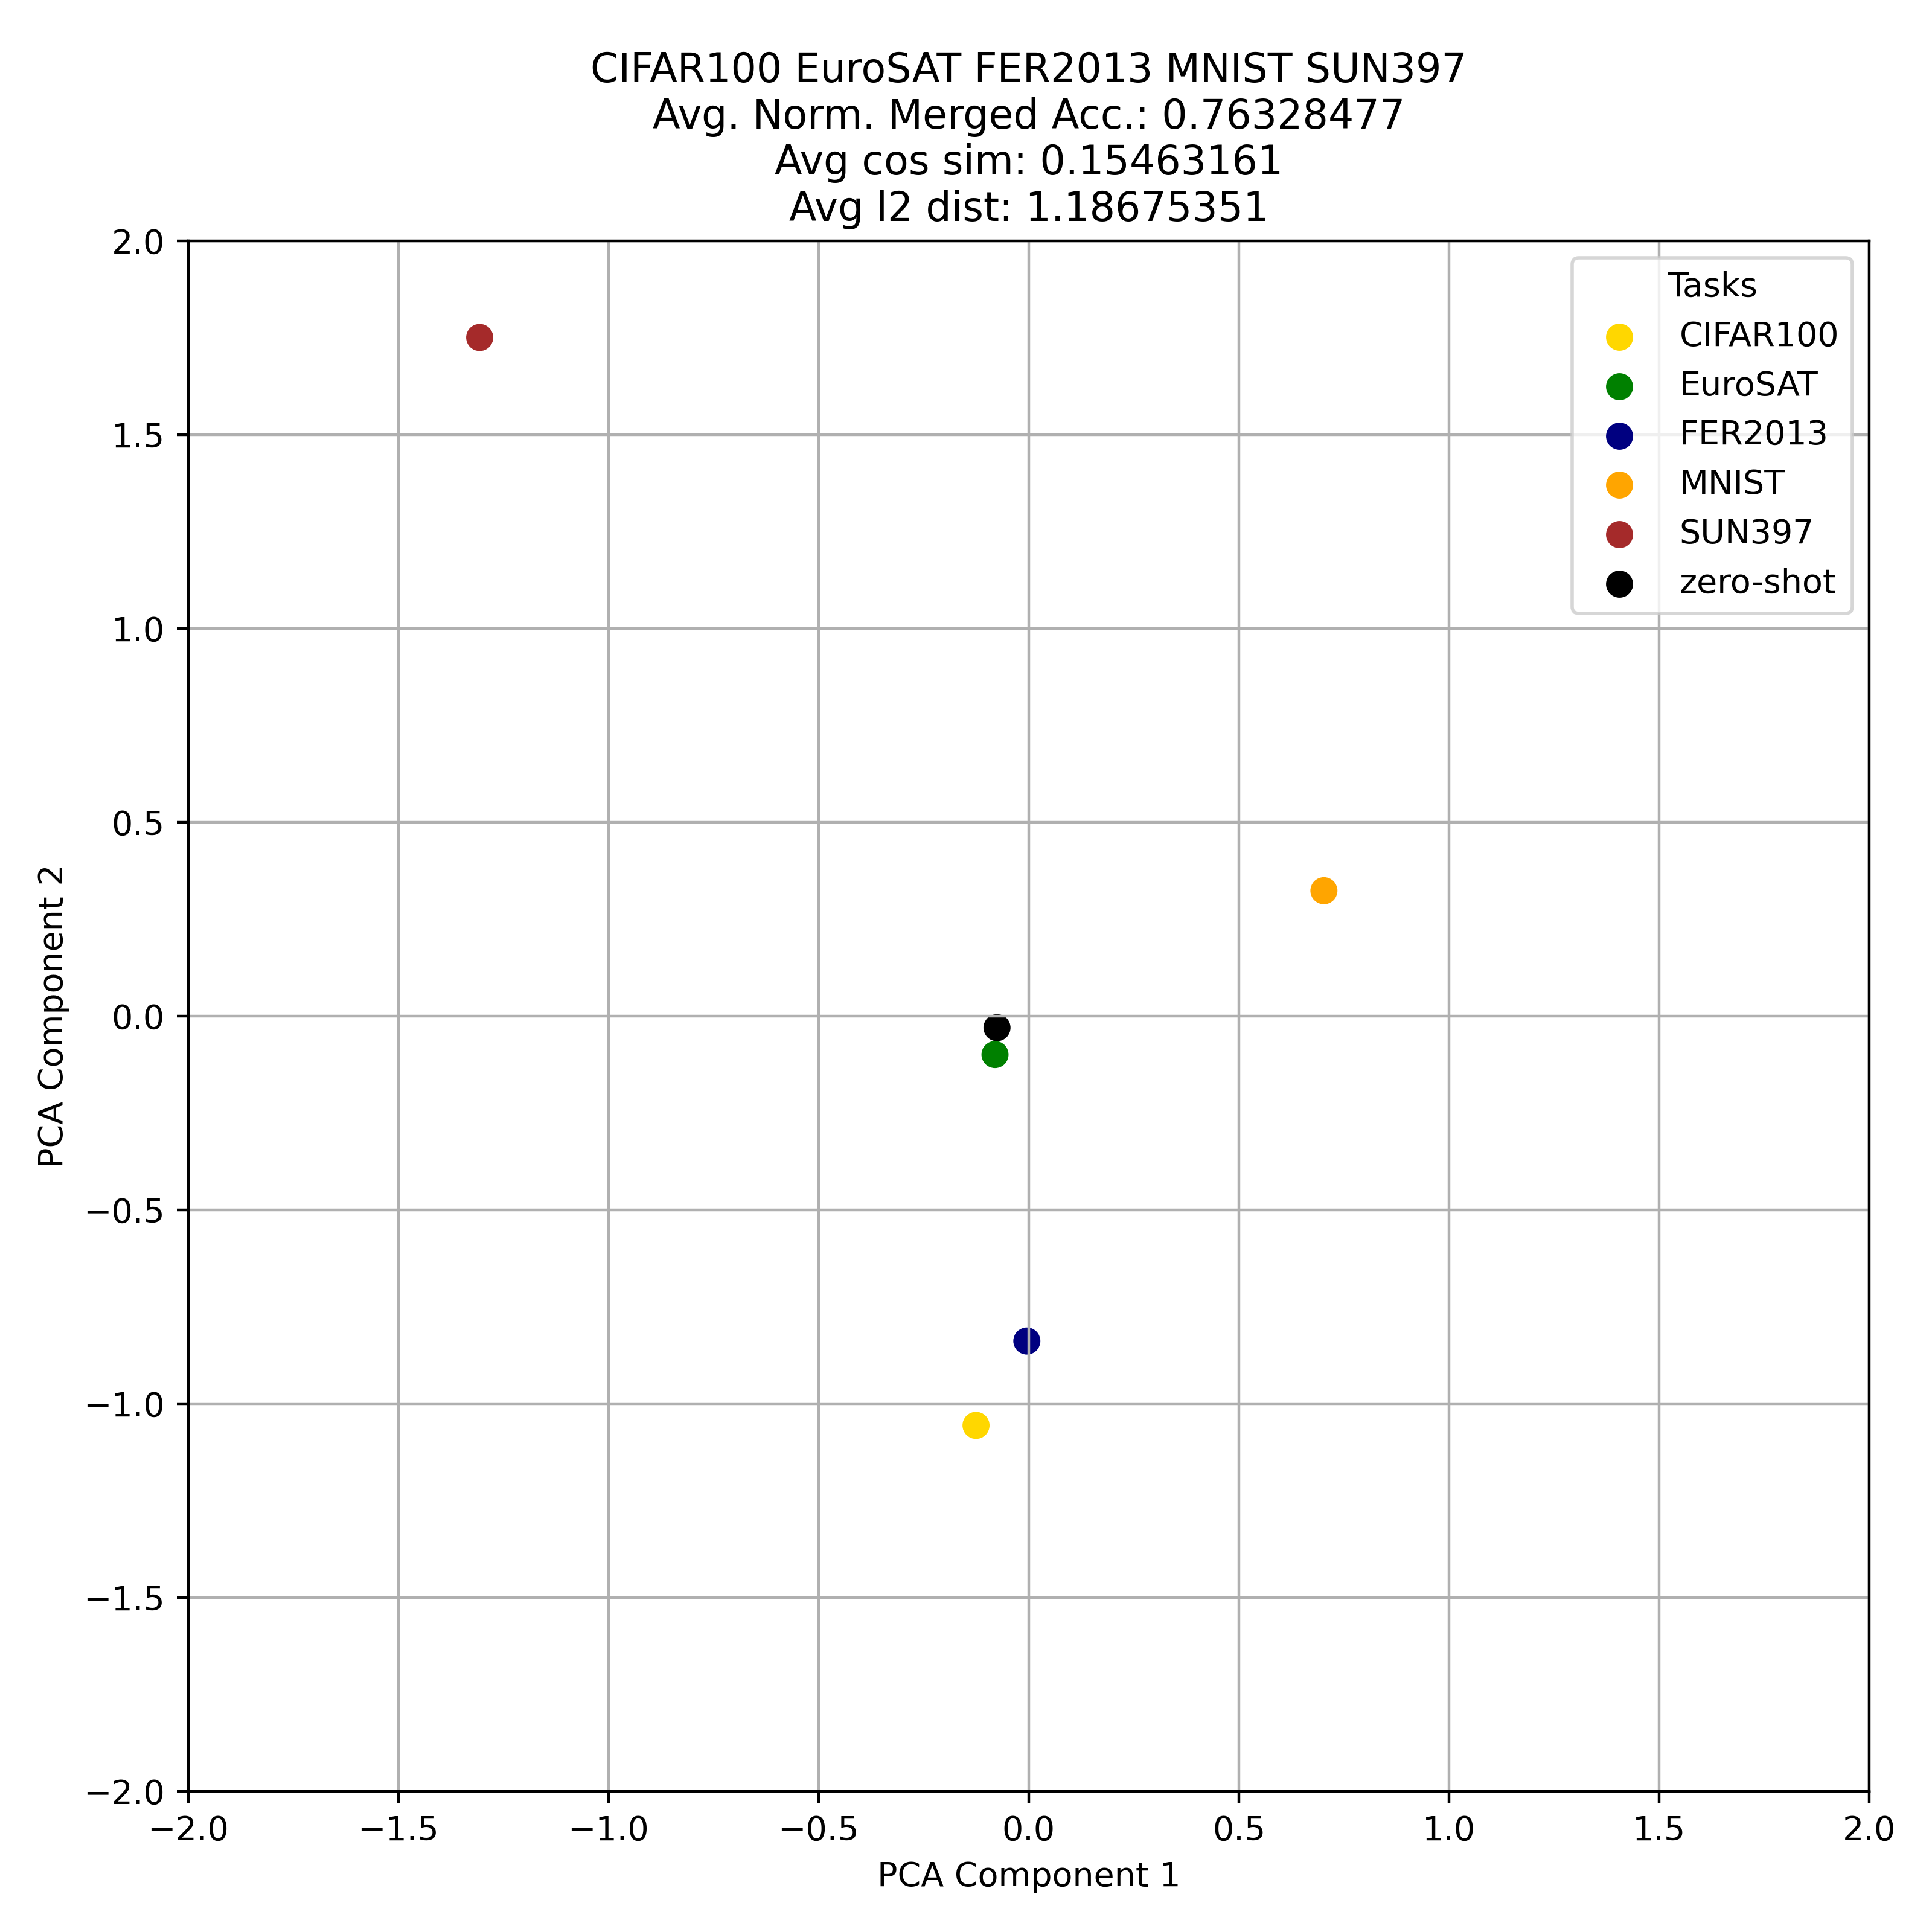 CIFAR100 EuroSAT FER2013 MNIST SUN397
Avg. Norm. Merged Acc.: 0.76328477
Avg cos sim: 0.15463161
Avg l2 dist: 1.18675351
Tasks
CIFAR100
EuroSAT
FER2013
MNIST
SUN397
zero-shot
2.0
1.5
1.0
0.5
0.0
−0.5
−1.0
−1.5
−2.0
PCA Component 2
−2.0 −1.5 −1.0 −0.5 0.0 0.5 1.0 1.5 2.0
PCA Component 1